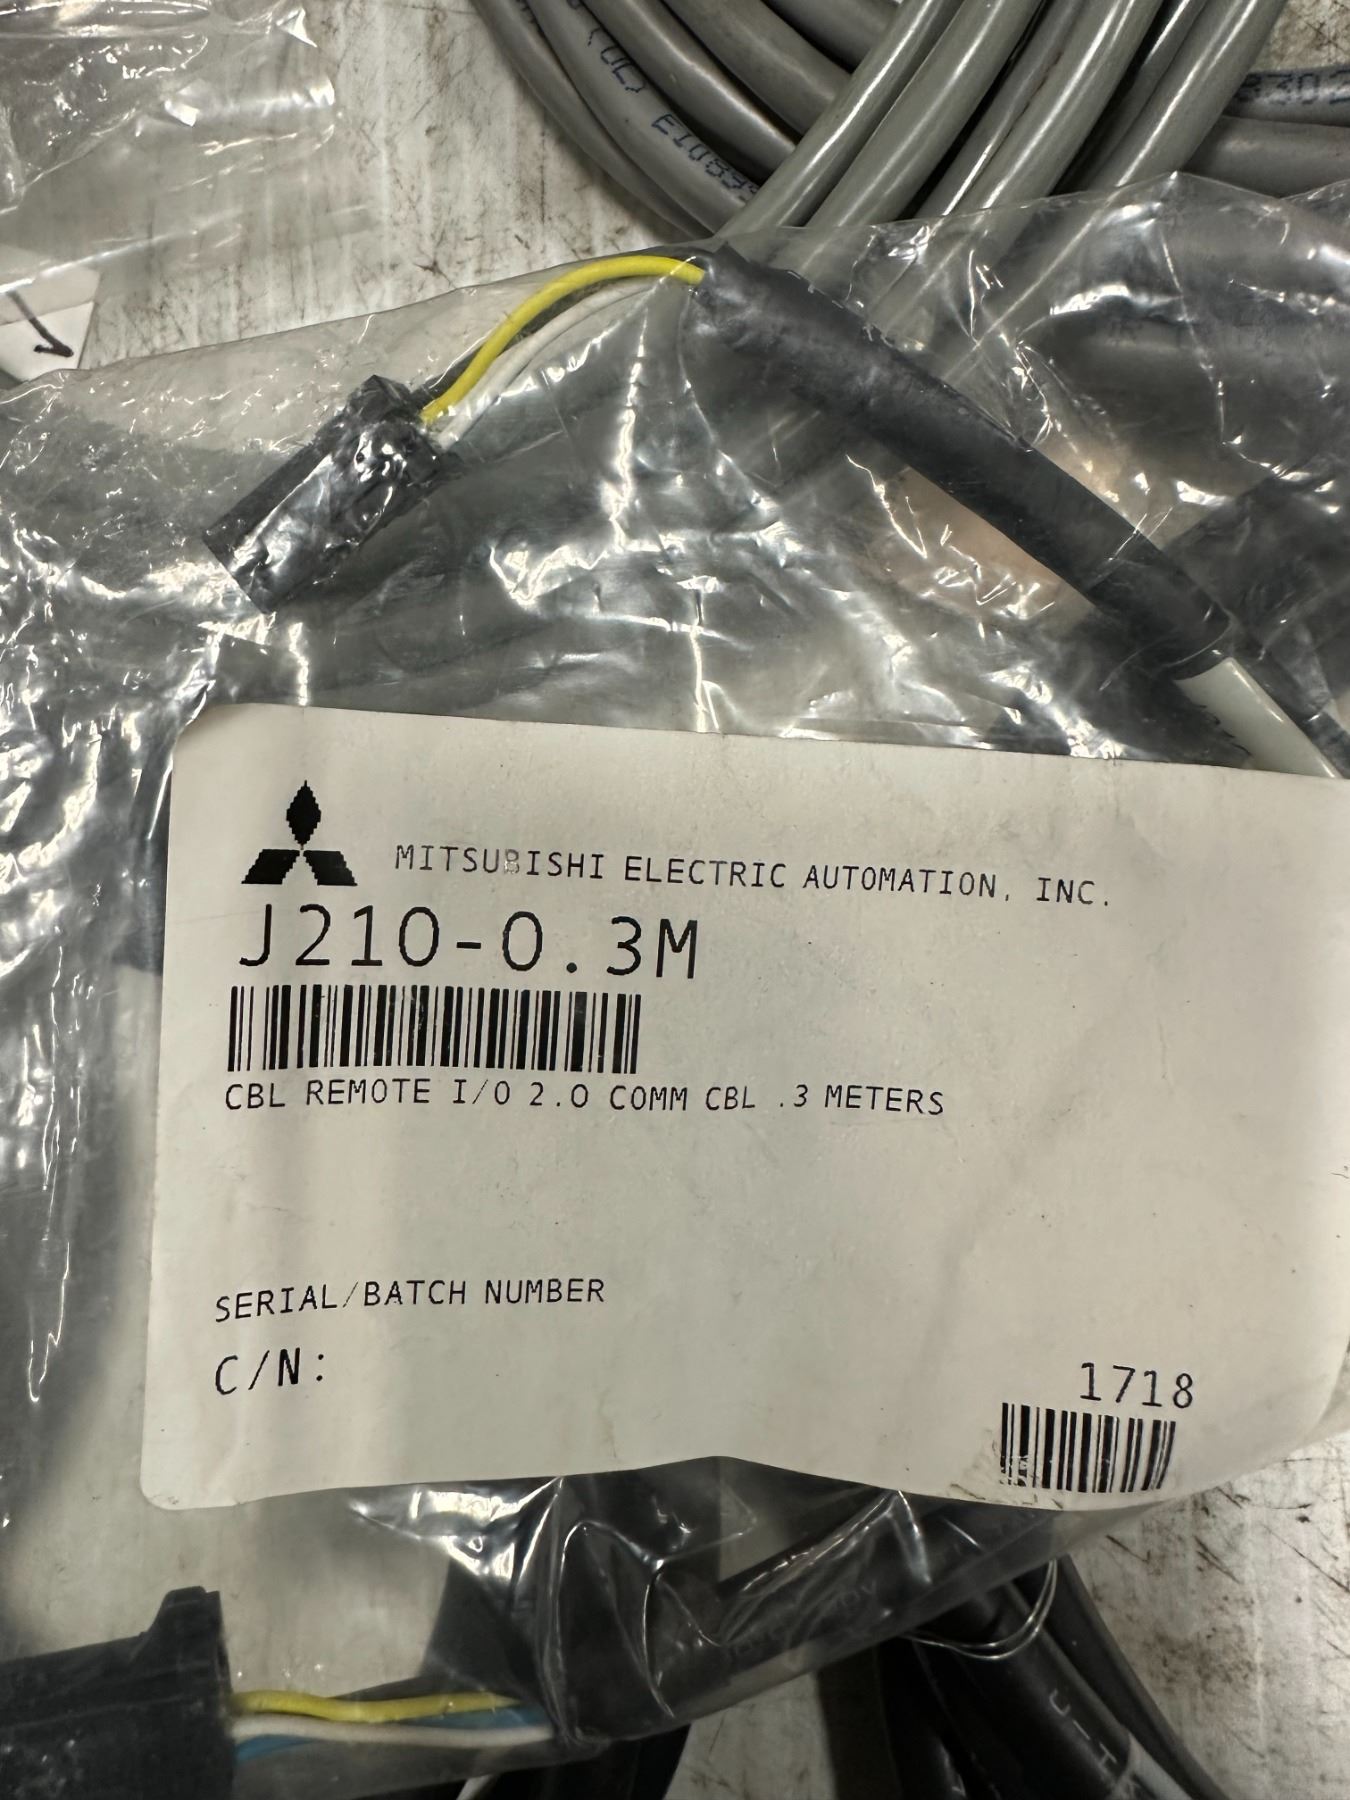 E10899
MITSUBISHI ELECTRIC AUTOMATION, INC.
J210-0.3M
CBL REMOTE I/O 2.0 COMM CBL .3 METERS
SERIAL/BATCH NUMBER
C/N:
1718